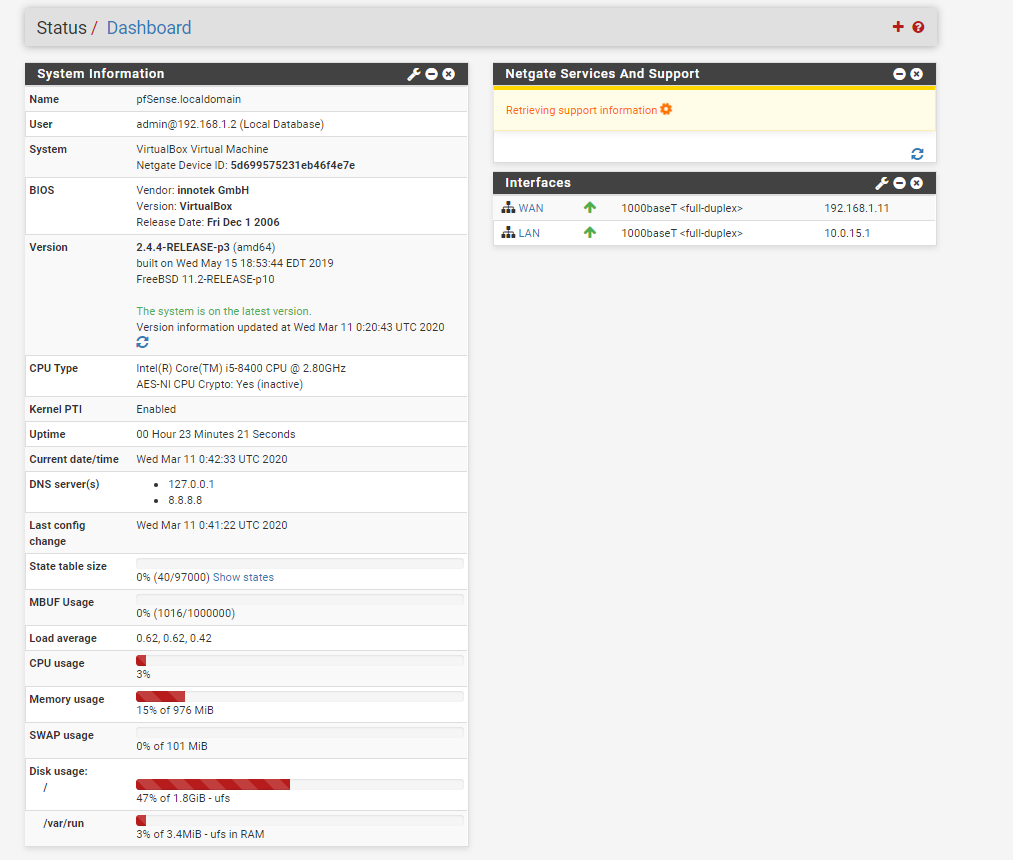 Status / Dashboard
System Information
Name pfSense.localdomain
User admin@192.168.1.2 (Local Database)
System VirtualBox Virtual Machine
Netgate Device ID: 5d699575231eb46f4e7e
BIOS Vendor: innotek GmbH
Version: VirtualBox
Release Date: Fri Dec 1 2006
Version 2.4.4-RELEASE-p3 (amd64)
built on Wed May 15 18:53:44 EDT 2019
FreeBSD 11.2-RELEASE-p10
The system is on the latest version.
Version information updated at Wed Mar 11 0:20:43 UTC 2020
CPU Type Intel(R) Core(TM) i5-8400 CPU @ 2.80GHz
AES-NI CPU Crypto: Yes (inactive)
Kernel PTI Enabled
Uptime 00 Hour 23 Minutes 21 Seconds
Current date/time Wed Mar 11 0:42:33 UTC 2020
DNS server(s) • 127.0.0.1
• 8.8.8.8
Last config Wed Mar 11 0:41:22 UTC 2020
change
State table size
0% (40/97000) Show states
MBUF Usage
0% (1016/1000000)
Load average 0.62, 0.62, 0.42
CPU usage
3%
Memory usage
15% of 976 MiB
SWAP usage
0% of 101 MiB
Disk usage:
/
47% of 1.8GiB - ufs
/var/run
3% of 3.4MiB - ufs in RAM
Netgate Services And Support
Retrieving support information
Interfaces
WAN 1000baseT <full-duplex> 192.168.1.11
LAN 1000baseT <full-duplex> 10.0.15.1